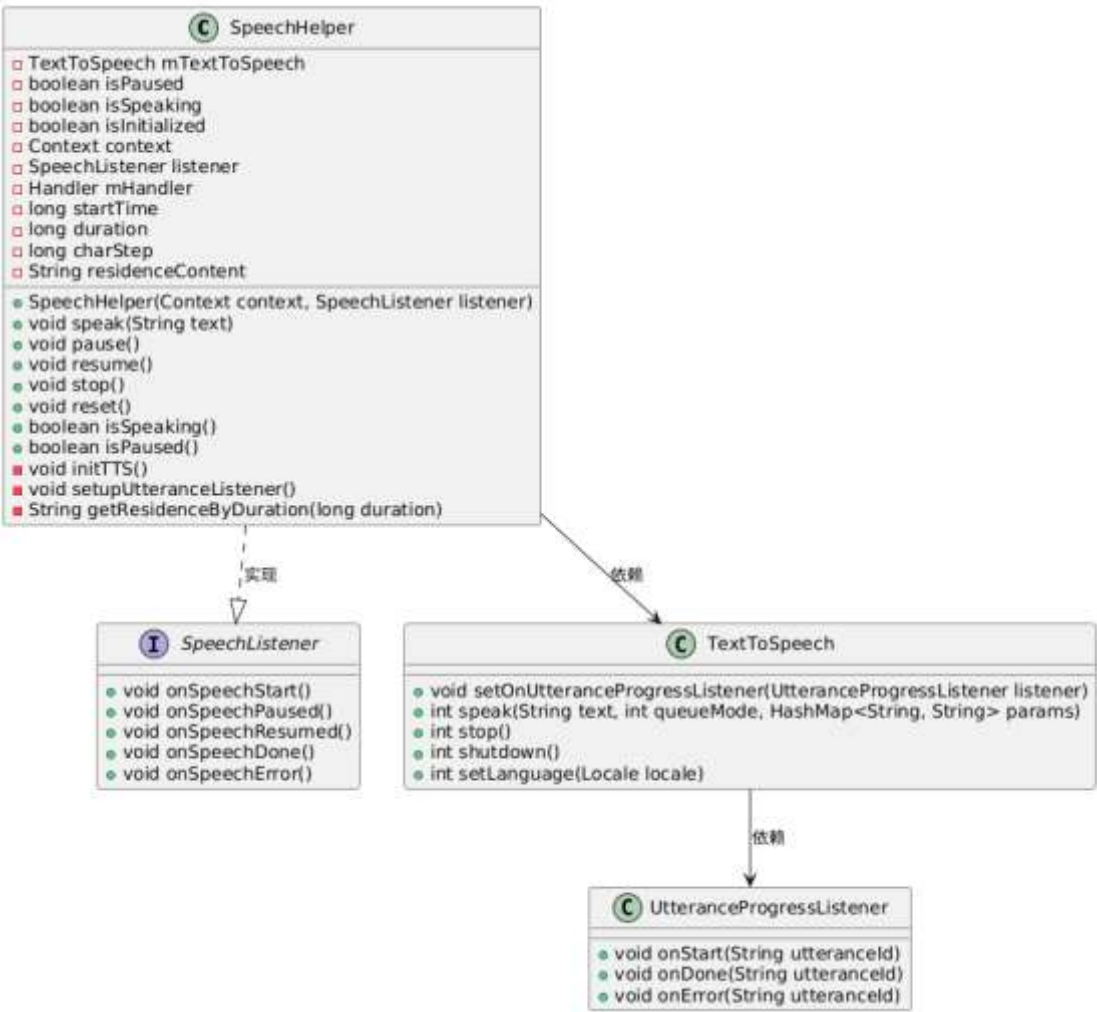 C SpeechHelper
TextToSpeech mTextToSpeech
boolean isPaused
boolean isSpeaking
boolean isInitialized
Context context
SpeechListener listener
Handler mHandler
long startTime
long duration
long charStep
String residenceContent
SpeechHelper(Context context, SpeechListener listener)
void speak(String text)
void pause()
void resume()
void stop()
void reset()
boolean isSpeaking()
boolean isPaused()
void initTTS()
void setupUtteranceListener()
String getResidenceByDuration(long duration)
实现
依赖
I SpeechListener
void onSpeechStart()
void onSpeechPaused()
void onSpeechResumed()
void onSpeechDone()
void onSpeechError()
C TextToSpeech
void setOnUtteranceProgressListener(UtteranceProgressListener listener)
int speak(String text, int queueMode, HashMap<String, String> params)
int stop()
int shutdown()
int setLanguage(Locale locale)
依赖
C UtteranceProgressListener
void onStart(String utteranceId)
void onDone(String utteranceId)
void onError(String utteranceId)